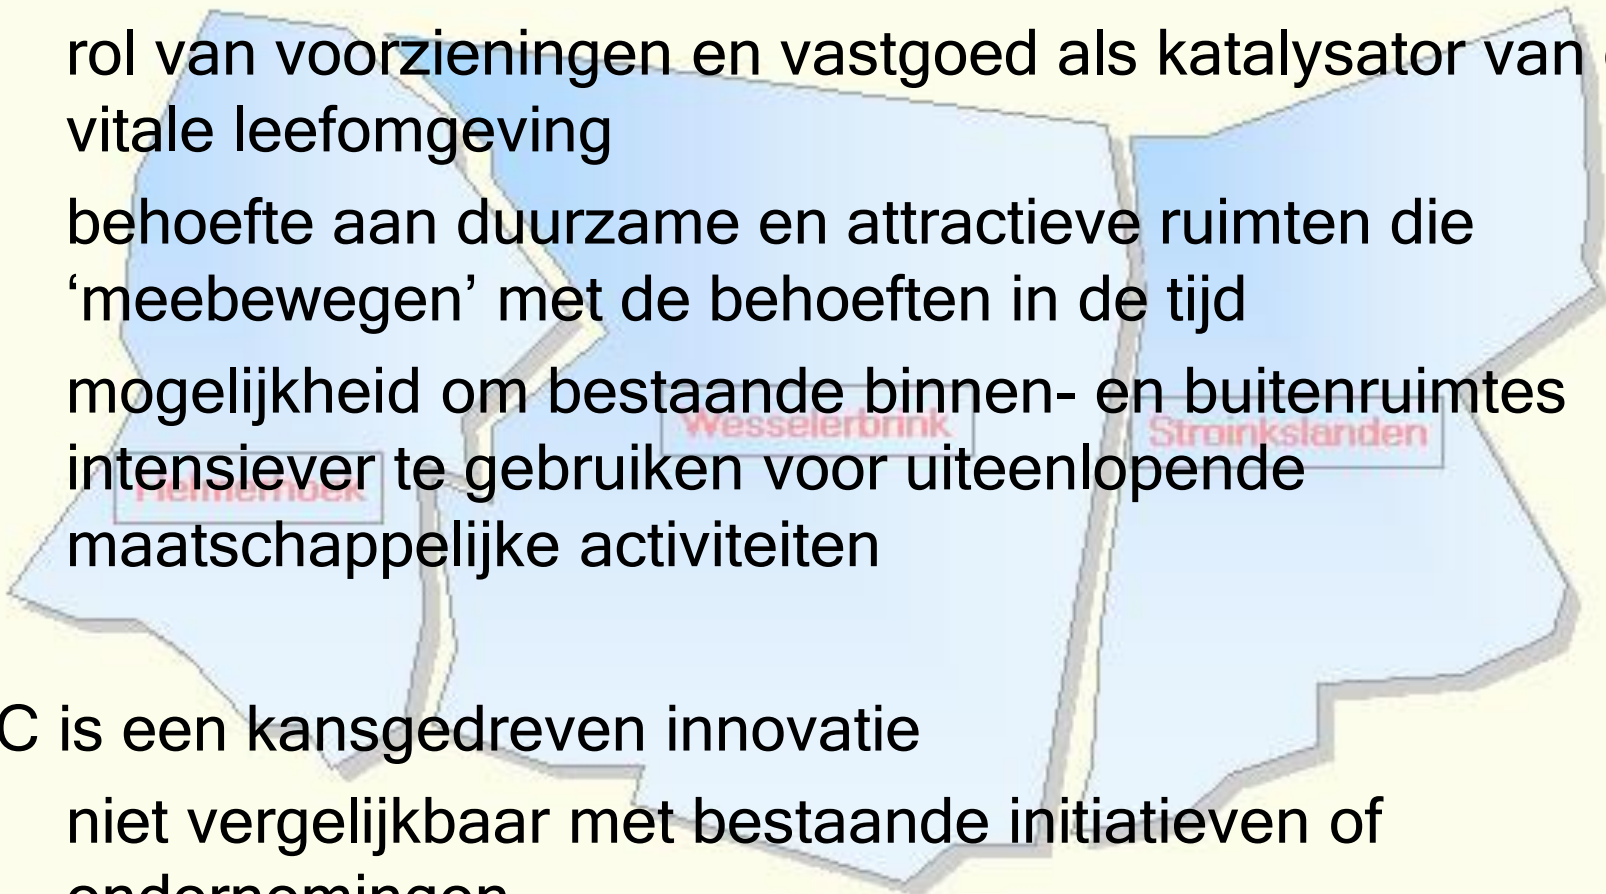 rol van voorzieningen en vastgoed als katalysator van
vitale leefomgeving
behoefte aan duurzame en attractieve ruimten die
‘meebewegen’ met de behoeften in de tijd
mogelijkheid om bestaande binnen- en buitenruimtes
Wesselerbrink
Stroinkslanden
intensiever te gebruiken voor uiteenlopende
Helmerhoek
maatschappelijke activiteiten
C is een kansgedreven innovatie
niet vergelijkbaar met bestaande initiatieven of
ondernemingen